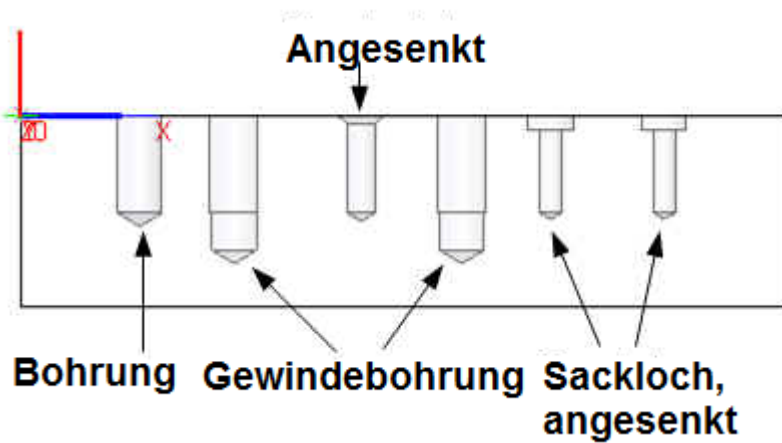 Angesenkt
X
Bohrung
Gewindebohrung
Sackloch,
angesenkt